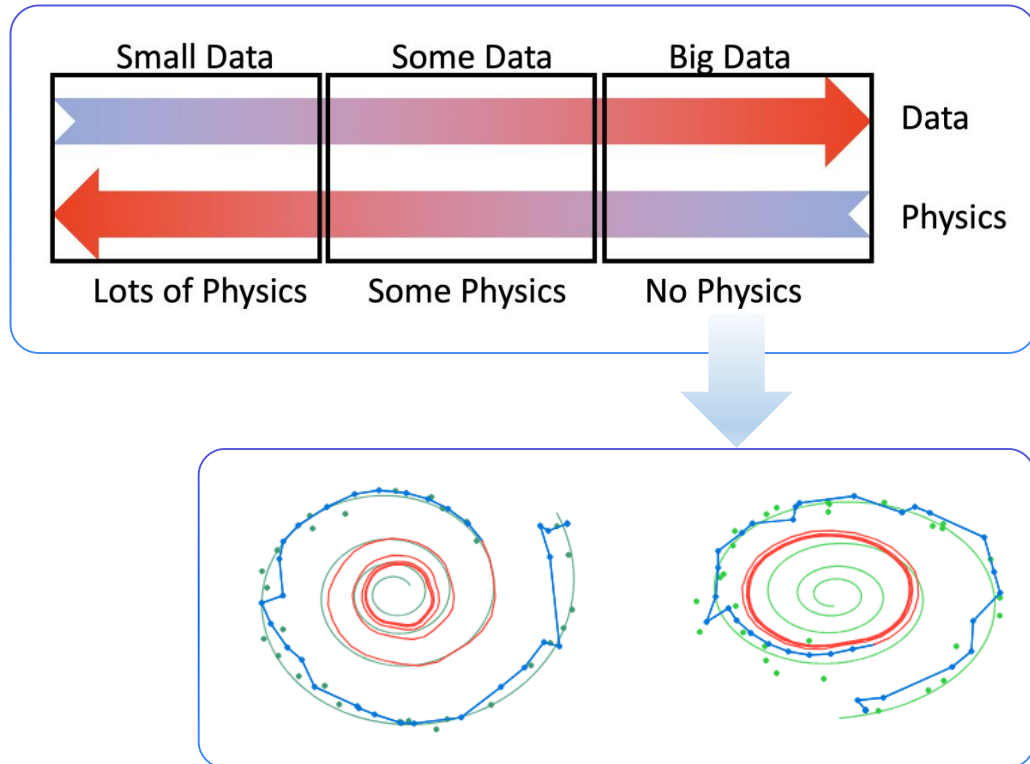 Small Data
Some Data
Big Data
Data
Physics
Lots of Physics
Some Physics
No Physics